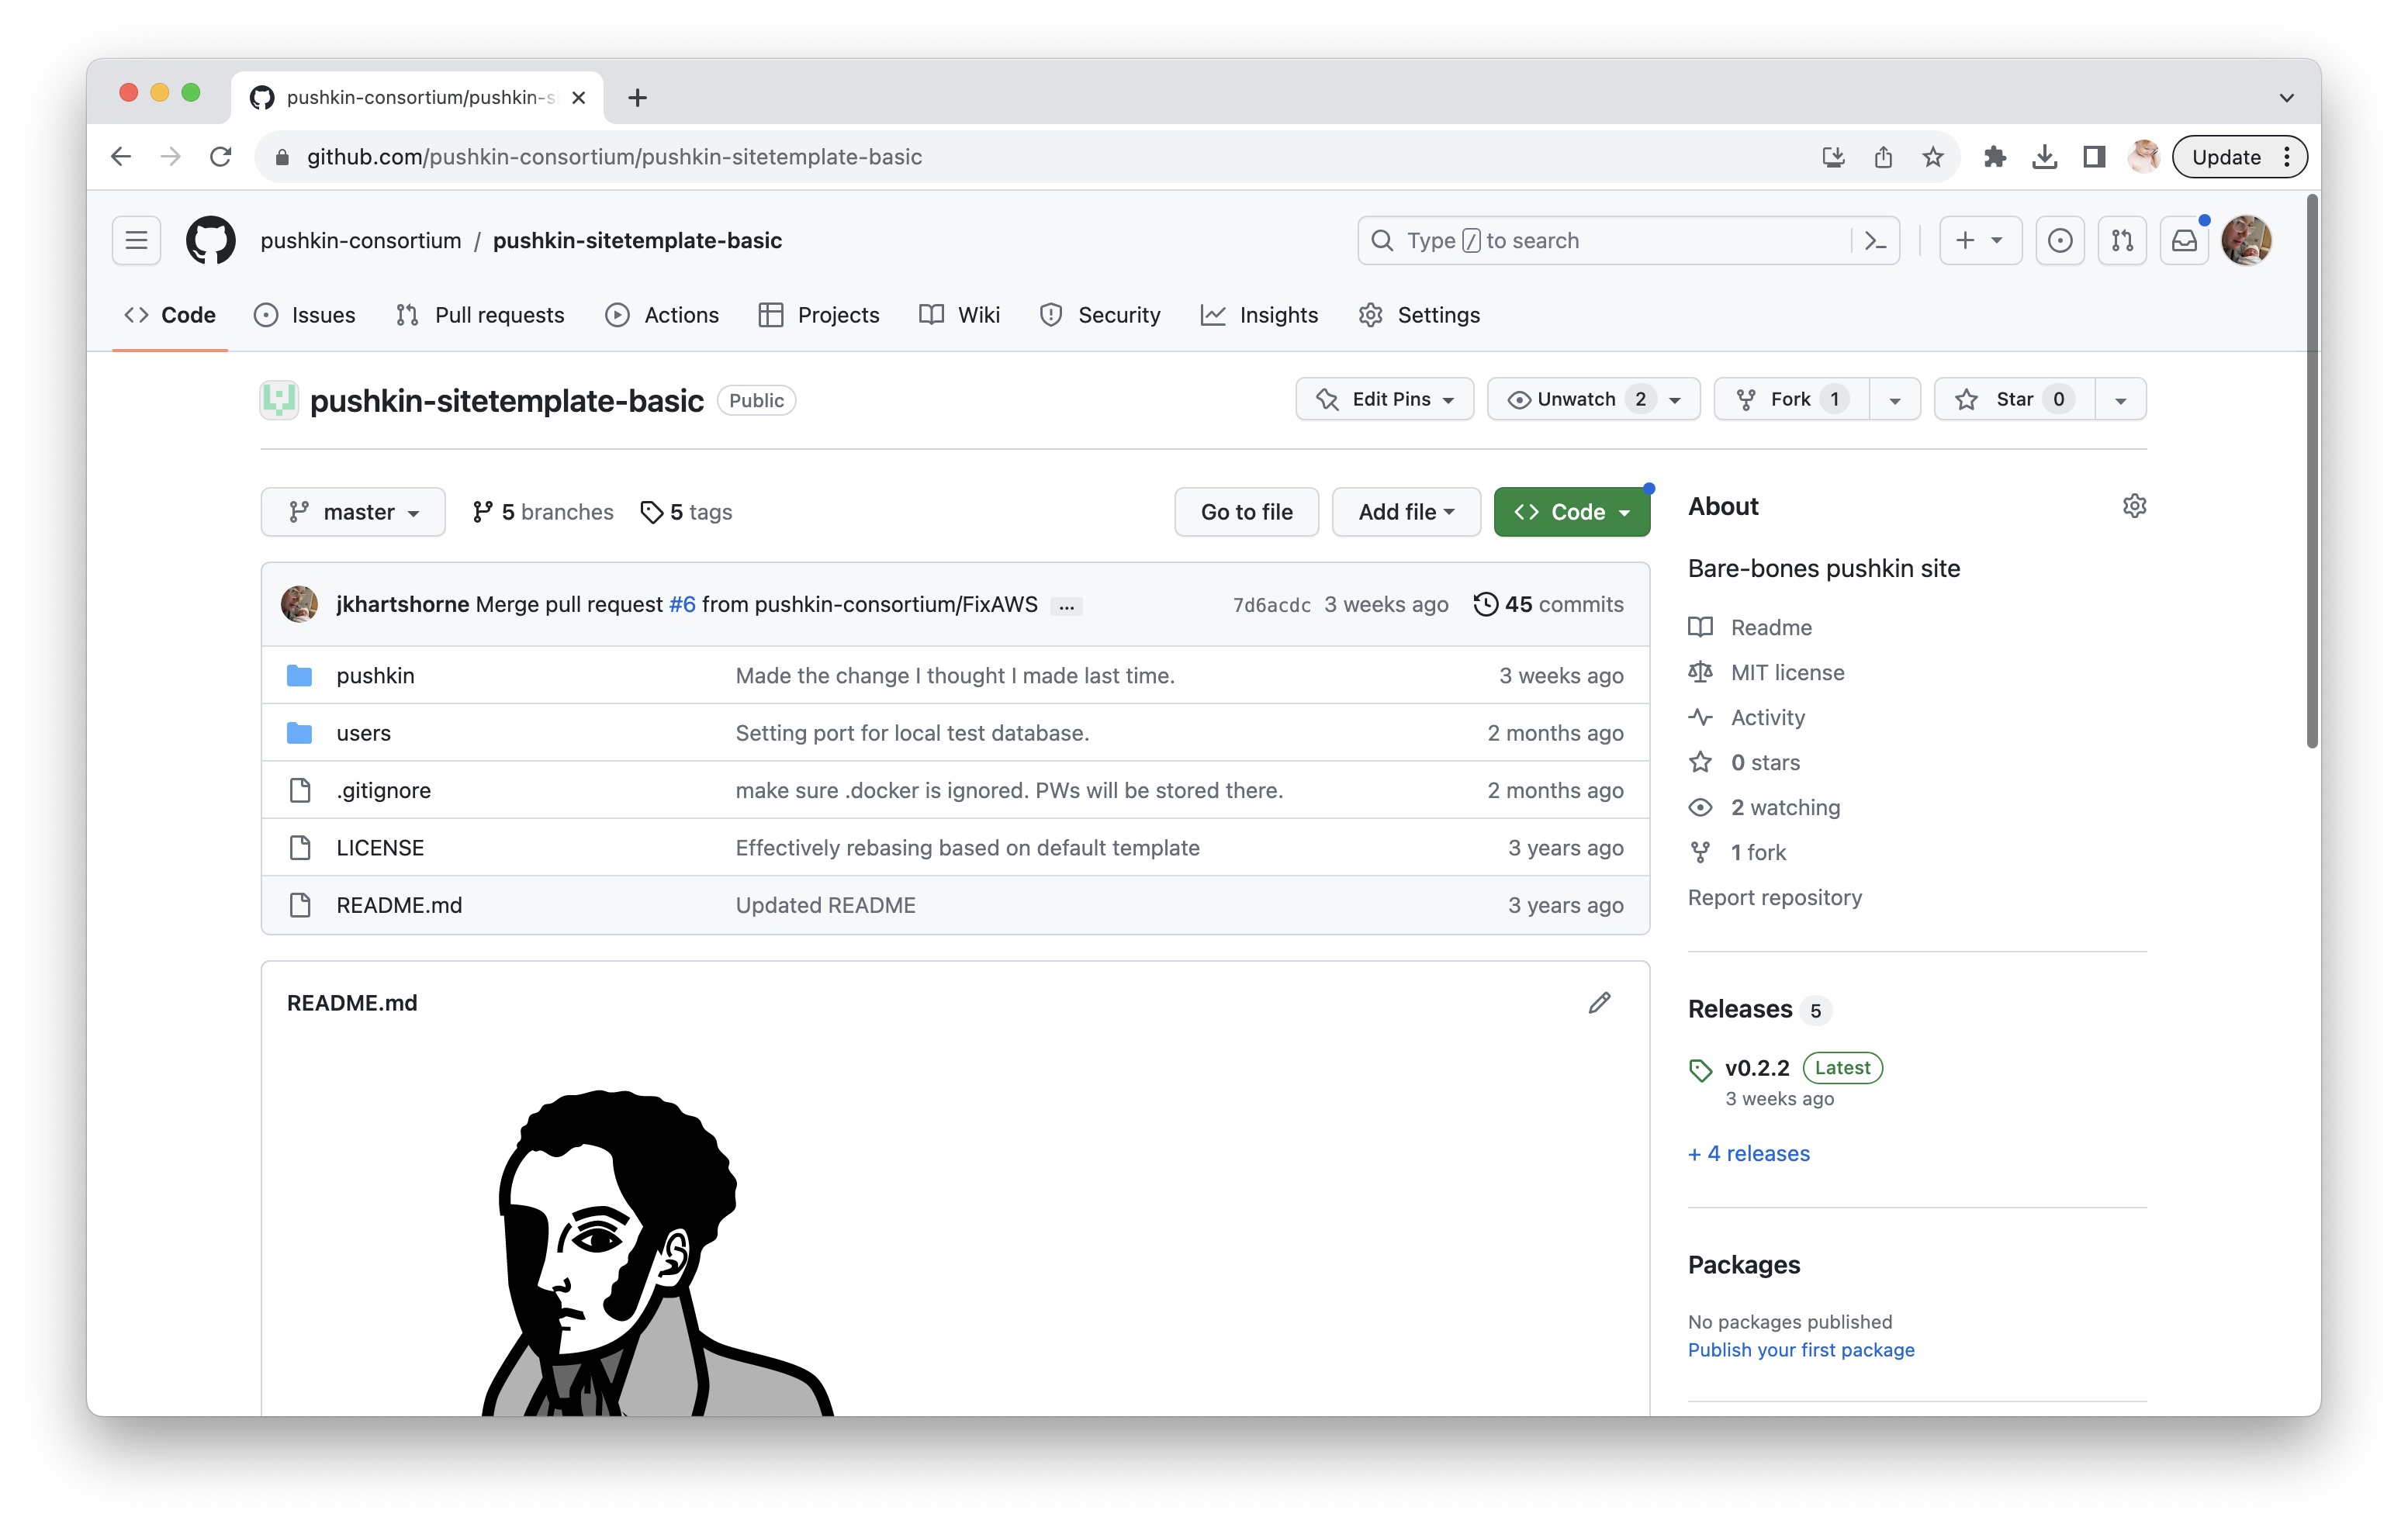 pushkin-consortium/pushkin-s
github.com/pushkin-consortium/pushkin-sitetemplate-basic
Update
pushkin-consortium / pushkin-sitetemplate-basic
Type / to search
Code Issues Pull requests Actions Projects Wiki Security Insights Settings
pushkin-sitetemplate-basic Public
Edit Pins Unwatch 2 Fork 1 Star 0
master 5 branches 5 tags Go to file Add file Code
jkhartshorne Merge pull request #6 from pushkin-consortium/FixAWS ... 7d6acdc 3 weeks ago 45 commits
pushkin Made the change I thought I made last time. 3 weeks ago
users Setting port for local test database. 2 months ago
.gitignore make sure .docker is ignored. PWs will be stored there. 2 months ago
LICENSE Effectively rebasing based on default template 3 years ago
README.md Updated README 3 years ago
README.md
About
Bare-bones pushkin site
Readme
MIT license
Activity
0 stars
2 watching
1 fork
Report repository
Releases 5
v0.2.2 Latest
3 weeks ago
+ 4 releases
Packages
No packages published
Publish your first package